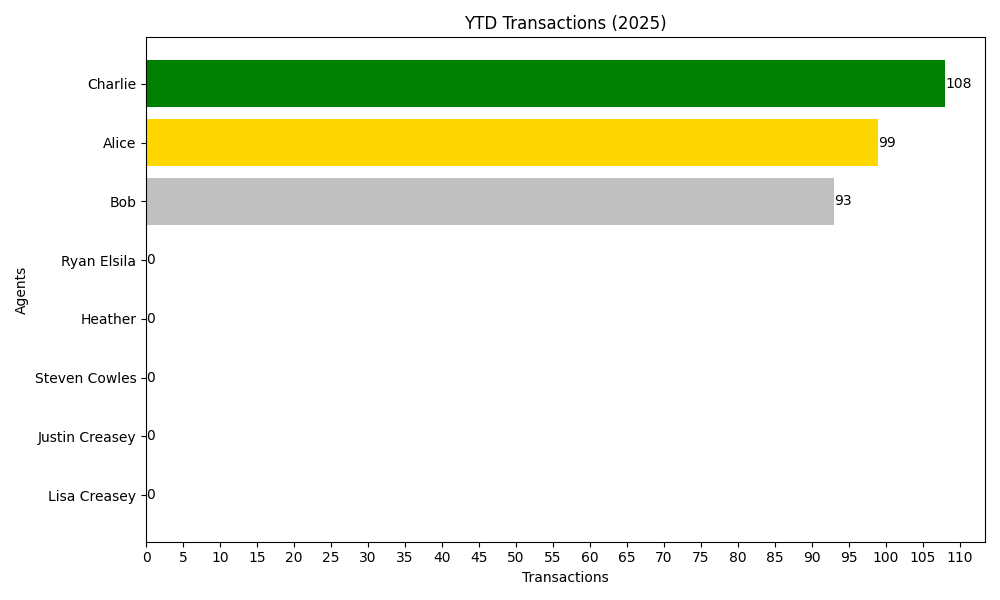 YTD Transactions (2025)
Agents
Charlie 108
Alice 99
Bob 93
Ryan Elsila 0
Heather 0
Steven Cowles 0
Justin Creasey 0
Lisa Creasey 0
0 5 10 15 20 25 30 35 40 45 50 55 60 65 70 75 80 85 90 95 100 105 110
Transactions